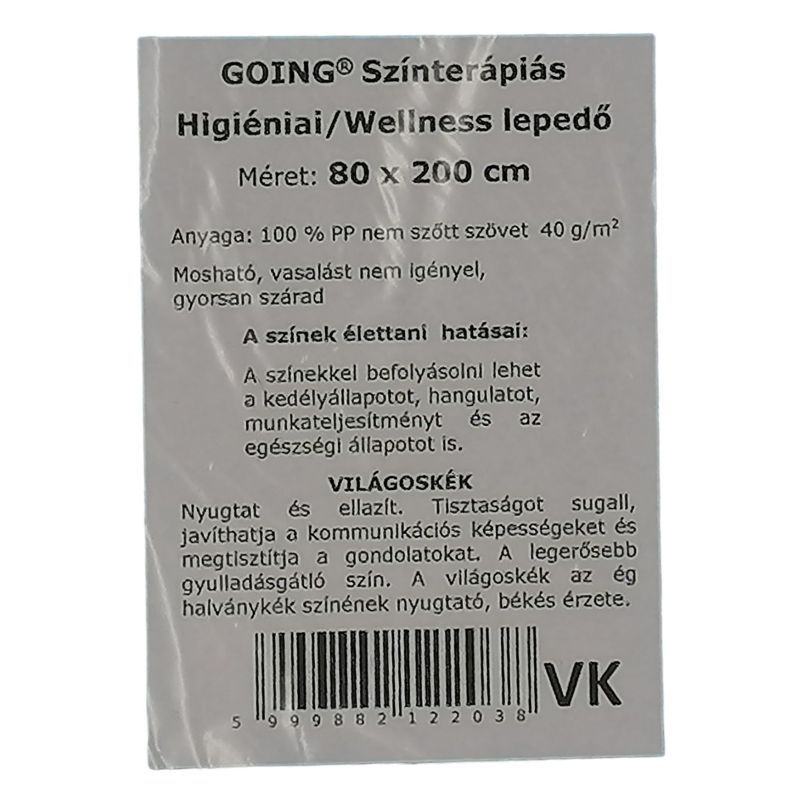 GOING® Színterápiás
Higiéniai/Wellness lepedő
Méret: 80 x 200 cm
Anyaga: 100 % PP nem szőtt szövet 40 g/m²
Mosható, vasalást nem igényel,
gyorsan szárad
A színek élettani hatásai:
A színekkel befolyásolni lehet
a kedélyállapotot, hangulatot,
munkateljesítményt és az
egészségi állapotot is.
VILÁGOSKÉK
Nyugtat és ellazít. Tisztaságot sugall,
javíthatja a kommunikációs képességeket és
megtisztítja a gondolatokat. A legerősebb
gyulladásgátló szín. A világoskék az ég
halványkék színének nyugtató, békés érzete.
VK
5 999882 122038